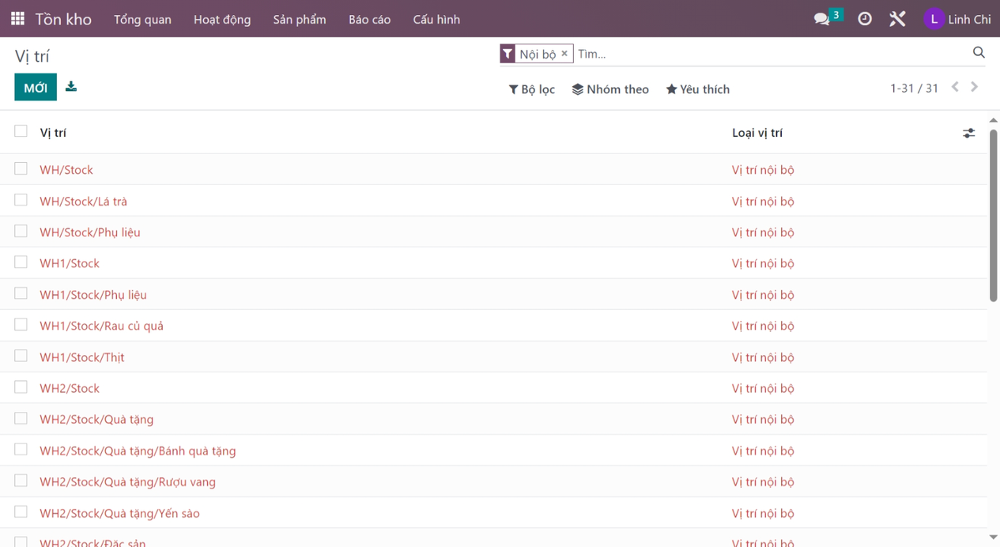 Tồn kho Tổng quan Hoạt động Sản phẩm Báo cáo Cấu hình 3 L Linh Chi
Vị trí
Nội bộ × Tìm...
MỚI
Bộ lọc Nhóm theo Yêu thích 1-31 / 31
Vị trí Loại vị trí
WH/Stock Vị trí nội bộ
WH/Stock/Lá trà Vị trí nội bộ
WH/Stock/Phụ liệu Vị trí nội bộ
WH1/Stock Vị trí nội bộ
WH1/Stock/Phụ liệu Vị trí nội bộ
WH1/Stock/Rau củ quả Vị trí nội bộ
WH1/Stock/Thịt Vị trí nội bộ
WH2/Stock Vị trí nội bộ
WH2/Stock/Quà tặng Vị trí nội bộ
WH2/Stock/Quà tặng/Bánh quà tặng Vị trí nội bộ
WH2/Stock/Quà tặng/Rượu vang Vị trí nội bộ
WH2/Stock/Quà tặng/Yến sào Vị trí nội bộ
WH2/Stock/Đặc sản Vị trí nội bộ